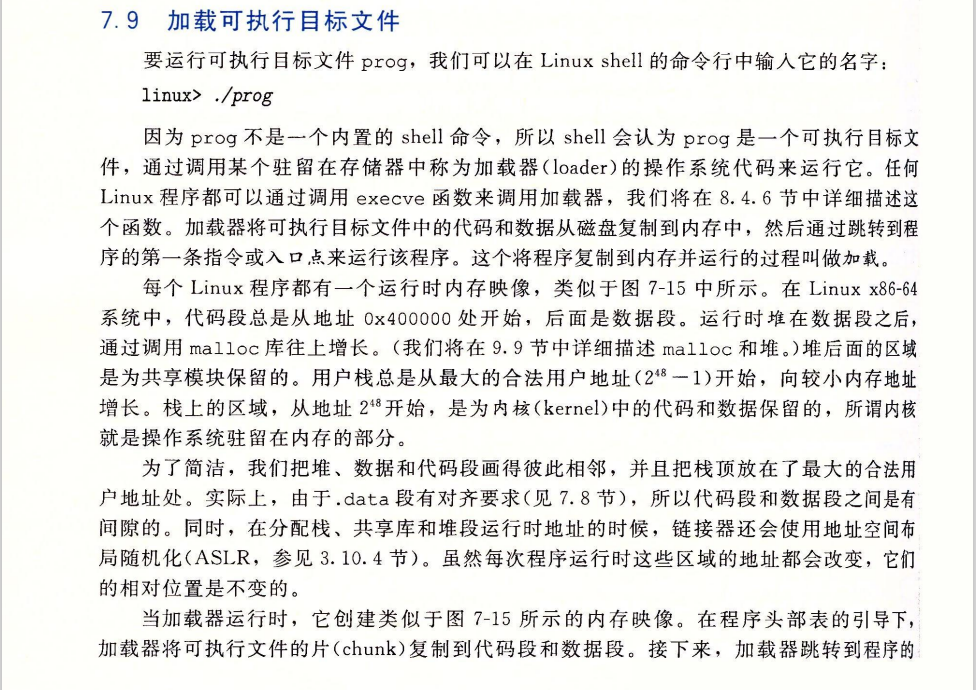 7.9 加载可执行目标文件
要运行可执行目标文件 prog，我们可以在 Linux shell 的命令行中输入它的名字：
linux> ./prog
因为 prog 不是一个内置的 shell 命令，所以 shell 会认为 prog 是一个可执行目标文
件，通过调用某个驻留在存储器中称为加载器(loader)的操作系统代码来运行它。任何
Linux 程序都可以通过调用 execve 函数来调用加载器，我们将在 8.4.6 节中详细描述这
个函数。加载器将可执行目标文件中的代码和数据从磁盘复制到内存中，然后通过跳转到程
序的第一条指令或入口点来运行该程序。这个将程序复制到内存并运行的过程叫做加载。
每个 Linux 程序都有一个运行时内存映像，类似于图 7-15 中所示。在 Linux x86-64
系统中，代码段总是从地址 0x400000 处开始，后面是数据段。运行时堆在数据段之后，
通过调用 malloc 库往上增长。(我们将在 9.9 节中详细描述 malloc 和堆。)堆后面的区域
是为共享模块保留的。用户栈总是从最大的合法用户地址(2⁴⁸－1)开始，向较小内存地址
增长。栈上的区域，从地址 2⁴⁸ 开始，是为内核(kernel)中的代码和数据保留的，所谓内核
就是操作系统驻留在内存的部分。
为了简洁，我们把堆、数据和代码段画得彼此相邻，并且把栈顶放在了最大的合法用
户地址处。实际上，由于.data 段有对齐要求(见 7.8 节)，所以代码段和数据段之间是有
间隙的。同时，在分配栈、共享库和堆段运行时地址的时候，链接器还会使用地址空间布
局随机化(ASLR，参见 3.10.4 节)。虽然每次程序运行时这些区域的地址都会改变，它们
的相对位置是不变的。
当加载器运行时，它创建类似于图 7-15 所示的内存映像。在程序头部表的引导下，
加载器将可执行文件的片(chunk)复制到代码段和数据段。接下来，加载器跳转到程序的